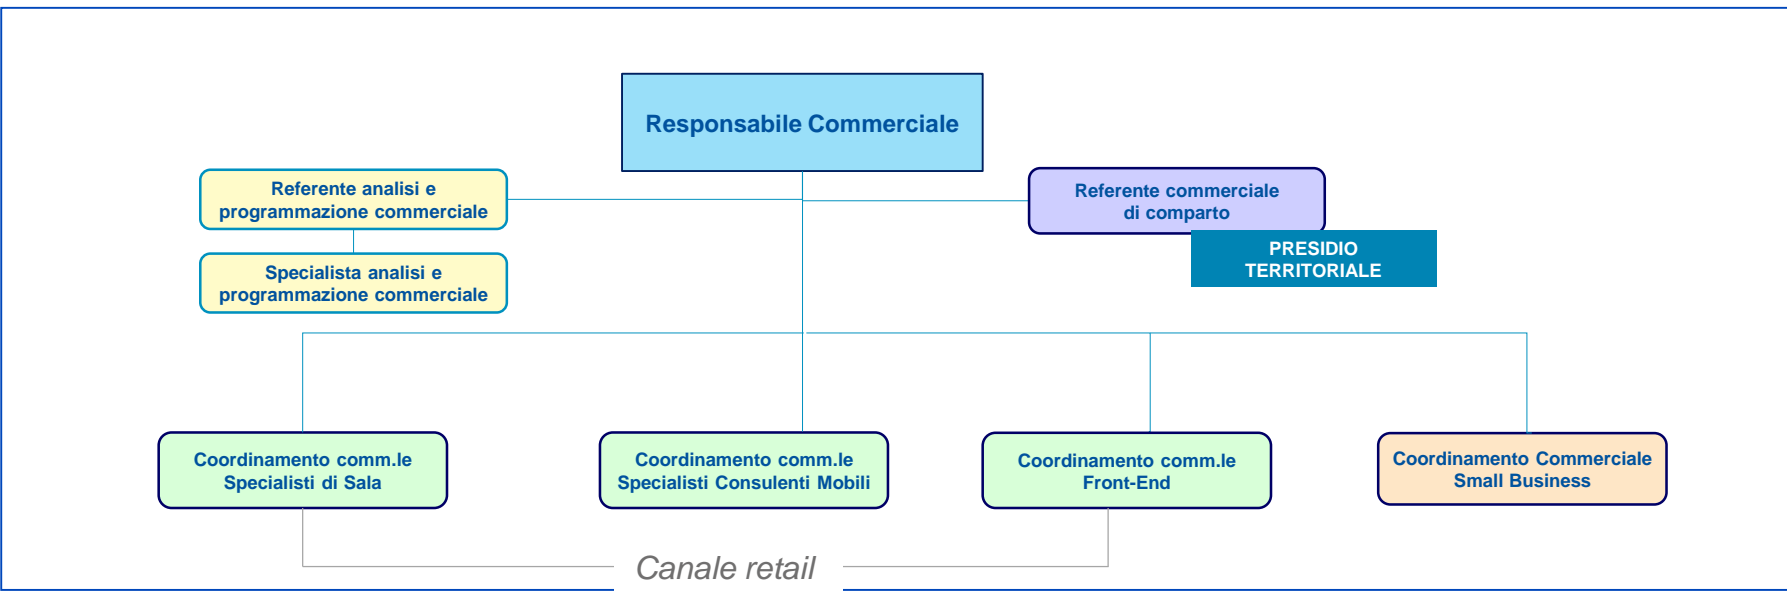 Responsabile Commerciale
Referente analisi e
programmazione commerciale
Referente commerciale
di comparto
PRESIDIO
TERRITORIALE
Specialista analisi e
programmazione commerciale
Coordinamento comm.le
Specialisti di Sala
Coordinamento comm.le
Specialisti Consulenti Mobili
Coordinamento comm.le
Front-End
Coordinamento Commerciale
Small Business
Canale retail